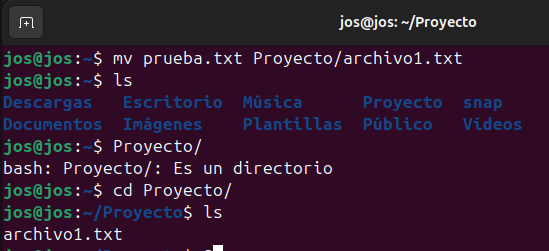 jos@jos: ~/Proyecto
jos@jos:~$ mv prueba.txt Proyecto/archivo1.txt
jos@jos:~$ ls
Descargas Escritorio Música Proyecto snap
Documentos Imágenes Plantillas Público Vídeos
jos@jos:~$ Proyecto/
bash: Proyecto/: Es un directorio
jos@jos:~$ cd Proyecto/
jos@jos:~/Proyecto$ ls
archivo1.txt